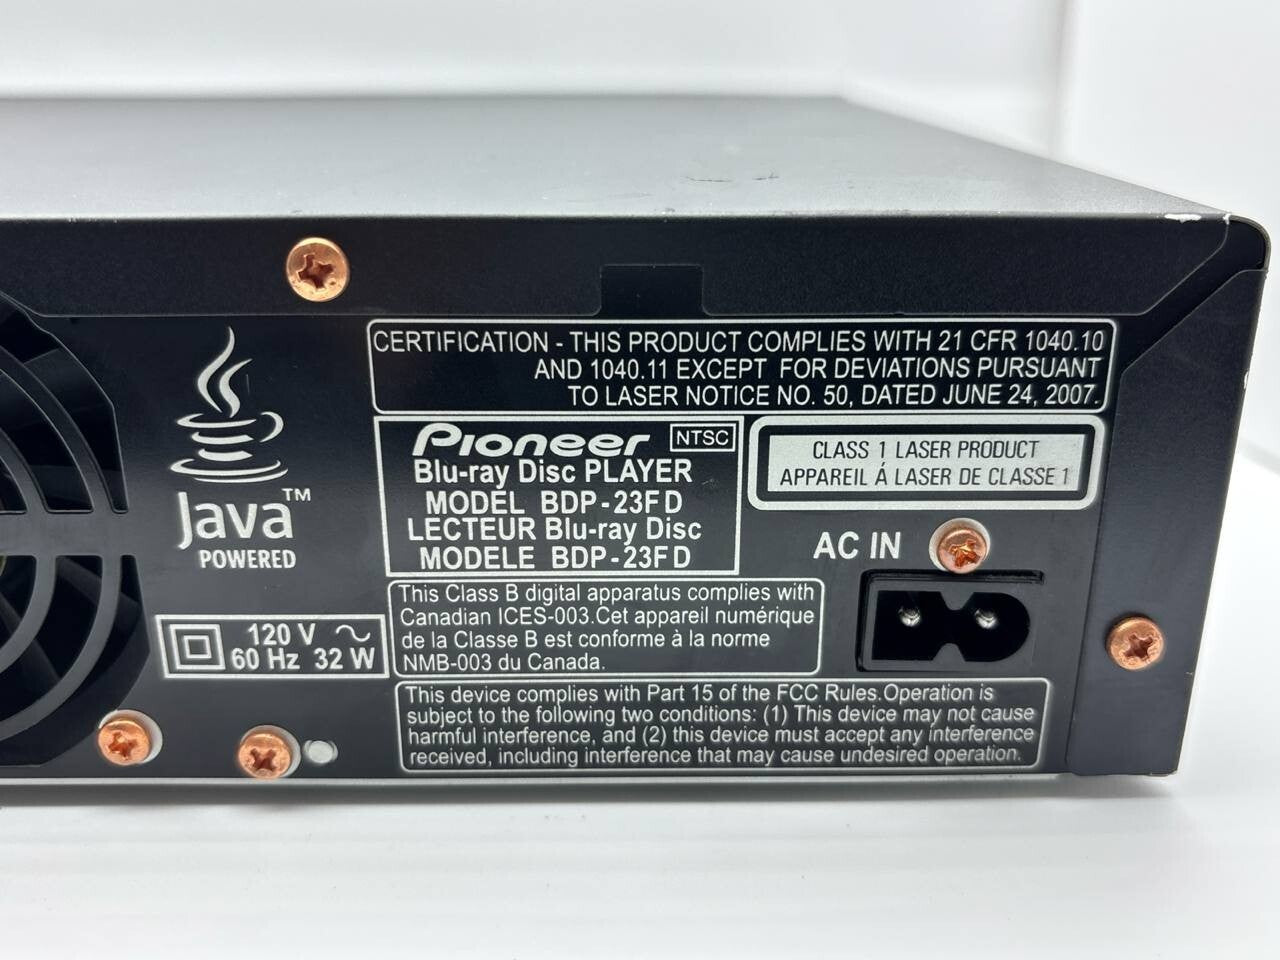 CERTIFICATION - THIS PRODUCT COMPLIES WITH 21 CFR 1040.10
AND 1040.11 EXCEPT FOR DEVIATIONS PURSUANT
TO LASER NOTICE NO. 50, DATED JUNE 24, 2007.
Pioneer NTSC
Blu-ray Disc PLAYER
MODEL BDP-23FD
LECTEUR Blu-ray Disc
MODELE BDP-23FD
CLASS 1 LASER PRODUCT
APPAREIL Á LASER DE CLASSE 1
Java™
POWERED
AC IN
120 V ~
60 Hz 32 W
This Class B digital apparatus complies with
Canadian ICES-003.Cet appareil numérique
de la Classe B est conforme à la norme
NMB-003 du Canada.
This device complies with Part 15 of the FCC Rules.Operation is
subject to the following two conditions: (1) This device may not cause
harmful interference, and (2) this device must accept any interference
received, including interference that may cause undesired operation.